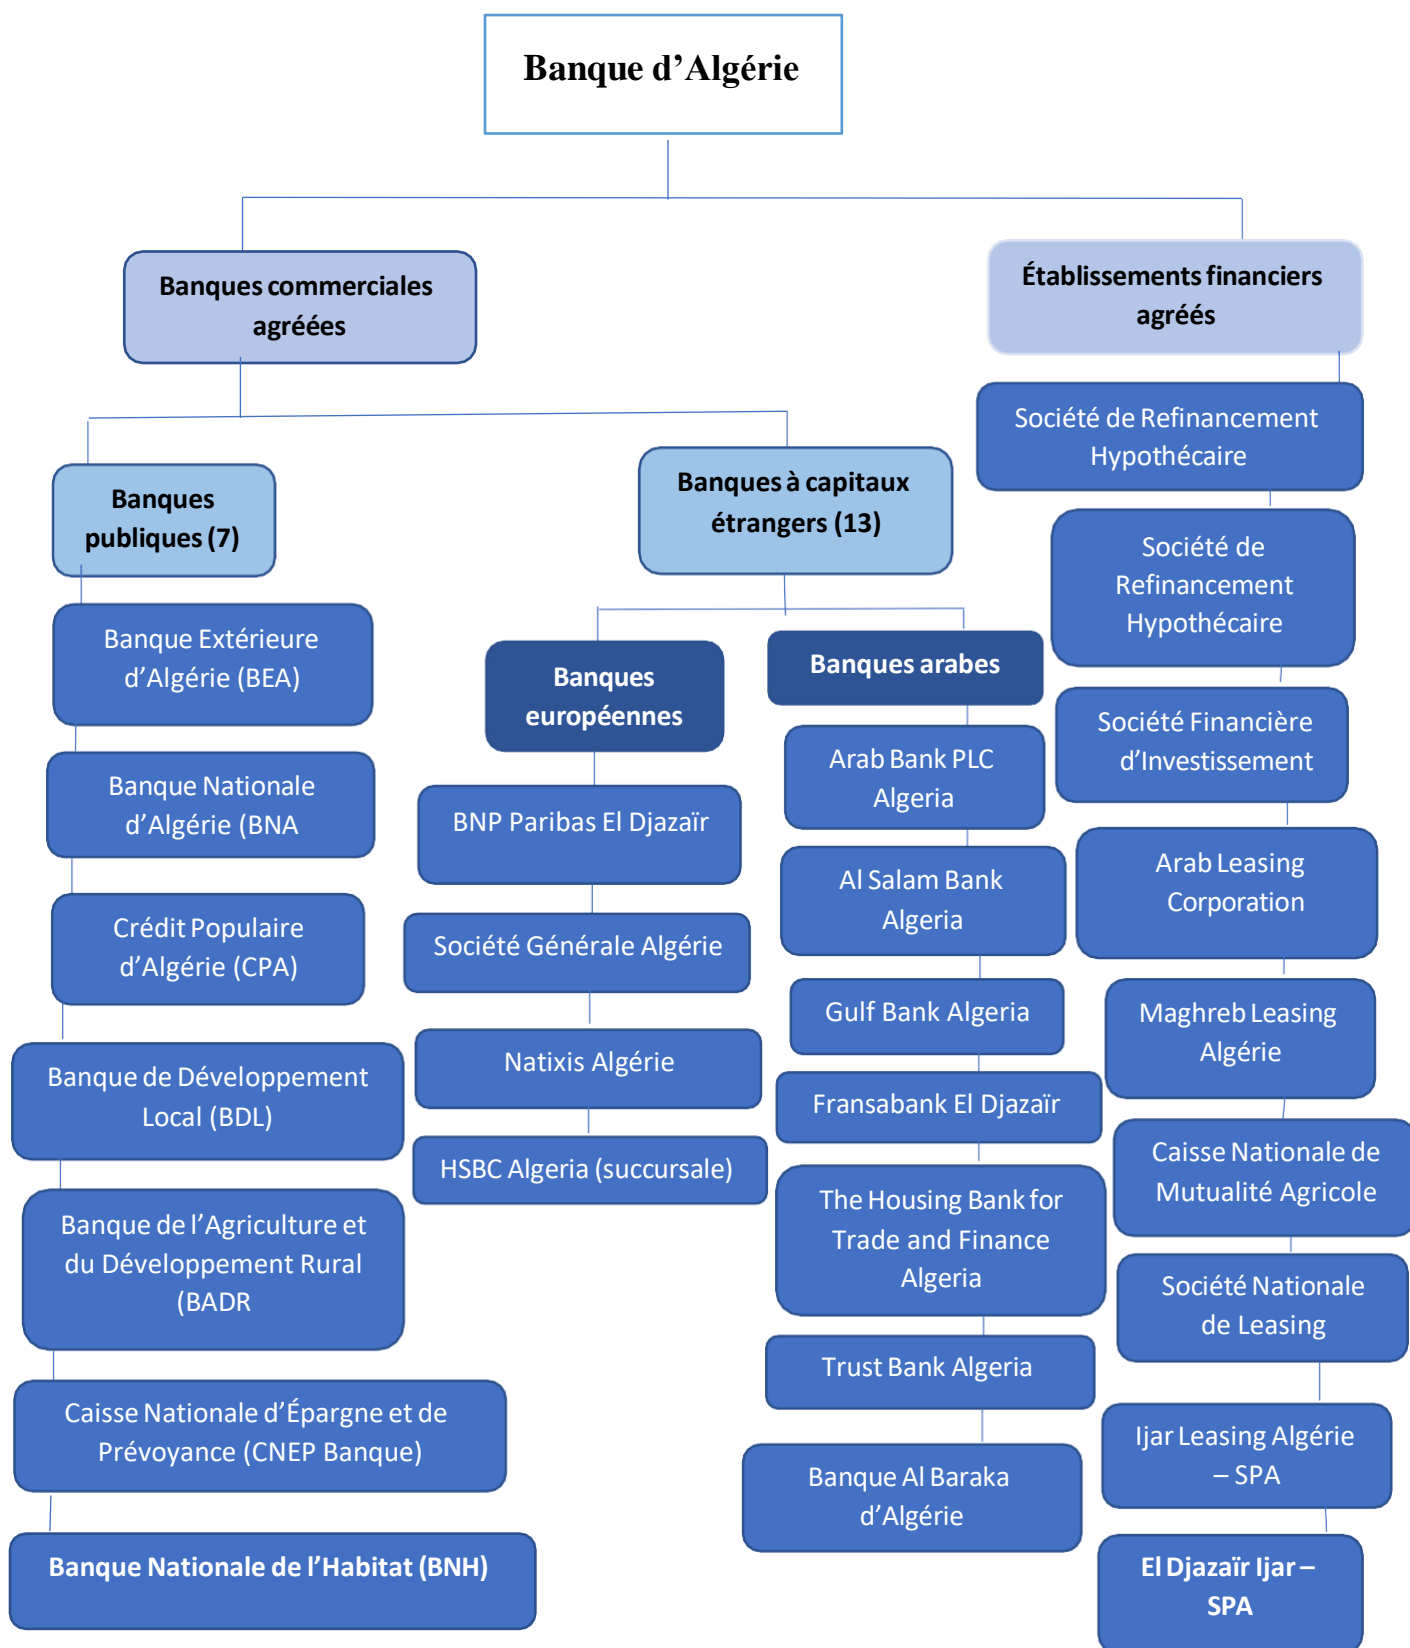 Banque d’Algérie
Banques commerciales
agréées
Établissements financiers
agréés
Banques
publiques (7)
Banques à capitaux
étrangers (13)
Banque Extérieure
d’Algérie (BEA)
Banque Nationale
d’Algérie (BNA
Crédit Populaire
d’Algérie (CPA)
Banque de Développement
Local (BDL)
Banque de l’Agriculture et
du Développement Rural
(BADR
Caisse Nationale d’Épargne et de
Prévoyance (CNEP Banque)
Banque Nationale de l’Habitat (BNH)
Banques
européennes
BNP Paribas El Djazaïr
Société Générale Algérie
Natixis Algérie
HSBC Algeria (succursale)
Banques arabes
Arab Bank PLC
Algeria
Al Salam Bank
Algeria
Gulf Bank Algeria
Fransabank El Djazaïr
The Housing Bank for
Trade and Finance
Algeria
Trust Bank Algeria
Banque Al Baraka
d’Algérie
Société de Refinancement
Hypothécaire
Société de
Refinancement
Hypothécaire
Société Financière
d’Investissement
Arab Leasing
Corporation
Maghreb Leasing
Algérie
Caisse Nationale de
Mutualité Agricole
Société Nationale
de Leasing
Ijar Leasing Algérie
– SPA
El Djazaïr Ijar –
SPA